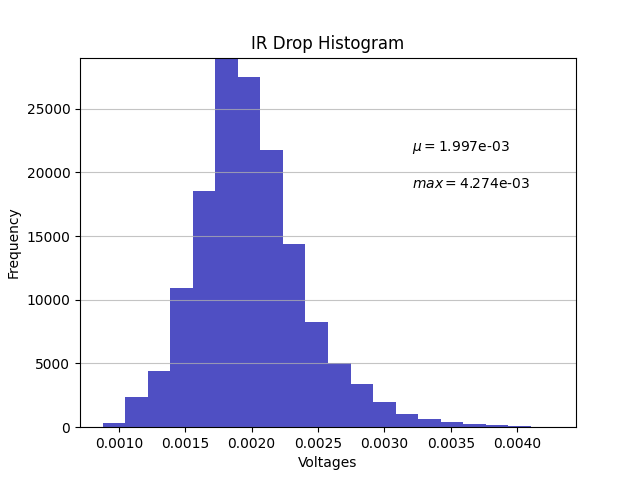 IR Drop Histogram
25000
20000
15000
10000
5000
0
Frequency
μ = 1.997e-03
max = 4.274e-03
0.0010 0.0015 0.0020 0.0025 0.0030 0.0035 0.0040
Voltages